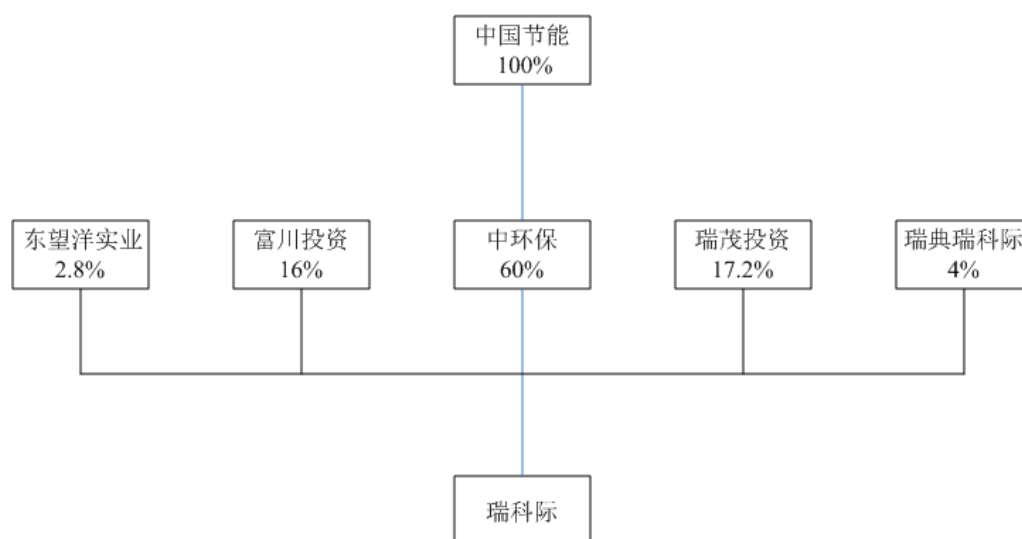 中国节能
100%
东望洋实业
2.8%
富川投资
16%
中环保
60%
瑞茂投资
17.2%
瑞典瑞科际
4%
瑞科际